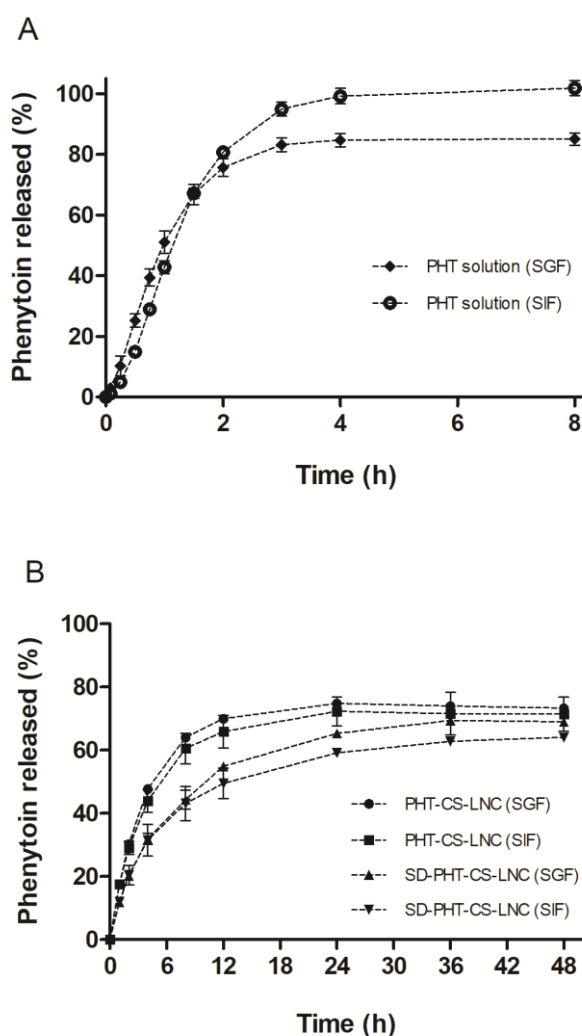 A
Phenytoin released (%)
100
80
60
40
20
0
PHT solution (SGF)
PHT solution (SIF)
0 2 4 6 8
Time (h)
B
Phenytoin released (%)
100
80
60
40
20
0
PHT-CS-LNC (SGF)
PHT-CS-LNC (SIF)
SD-PHT-CS-LNC (SGF)
SD-PHT-CS-LNC (SIF)
0 6 12 18 24 30 36 42 48
Time (h)